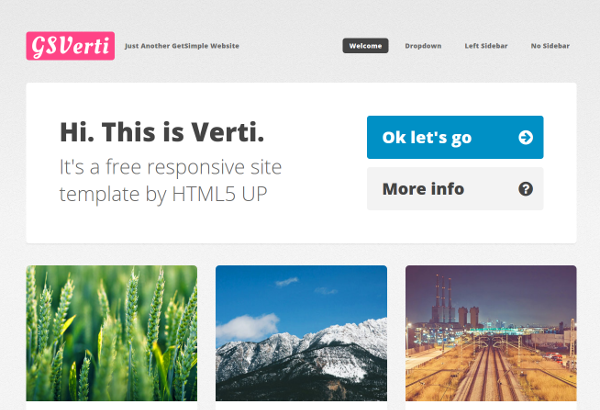 GSVerti
Just Another GetSimple Website
Welcome
Dropdown
Left Sidebar
No Sidebar
Hi. This is Verti.
It's a free responsive site
template by HTML5 UP
Ok let's go
More info